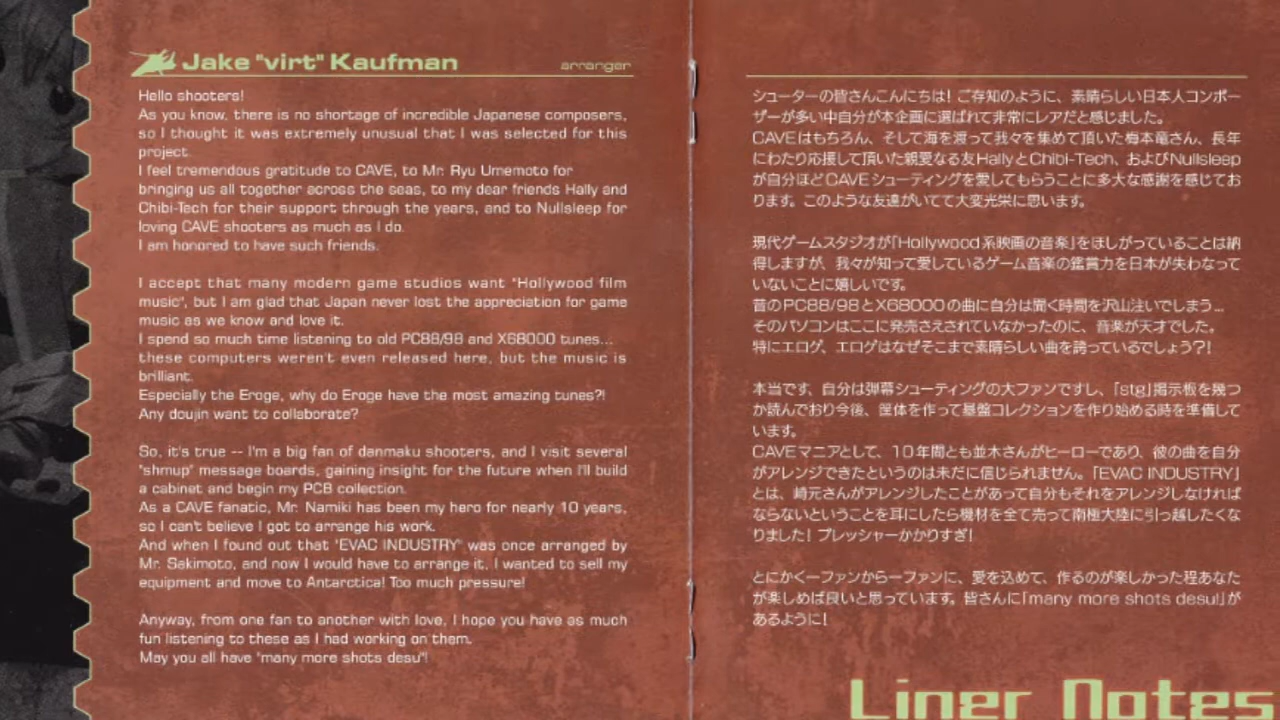 Jake "virt" Kaufman
arranger
Hello shooters!
As you know, there is no shortage of incredible Japanese composers,
so I thought it was extremely unusual that I was selected for this
project.
I feel tremendous gratitude to CAVE, to Mr. Ryu Umemoto for
bringing us all together across the seas, to my dear friends Hally and
Chibi-Tech for their support through the years, and to Nullsleep for
loving CAVE shooters as much as I do.
I am honored to have such friends.
I accept that many modern game studios want "Hollywood film
music", but I am glad that Japan never lost the appreciation for game
music as we know and love it.
I spend so much time listening to old PC88/98 and X68000 tunes...
these computers weren't even released here, but the music is
brilliant.
Especially the Eroge, why do Eroge have the most amazing tunes?!
Any doujin want to collaborate?
So, it's true -- I'm a big fan of danmaku shooters, and I visit several
"shmup" message boards, gaining insight for the future when I'll build
a cabinet and begin my PCB collection.
As a CAVE fanatic, Mr. Namiki has been my hero for nearly 10 years,
so I can't believe I got to arrange his work.
And when I found out that "EVAC INDUSTRY" was once arranged by
Mr. Sakimoto, and now I would have to arrange it, I wanted to sell my
equipment and move to Antarctica! Too much pressure!
Anyway, from one fan to another with love, I hope you have as much
fun listening to these as I had working on them.
May you all have "many more shots desu"!
シューターの皆さんこんにちは! ご存知のように、素晴らしい日本人コンポー
ザーが多い中自分が本企画に選ばれて非常にレアだと感じました。
CAVEはもちろん、そして海を渡って我々を集めて頂いた梅本竜さん、長年
にわたり応援して頂いた親愛なる友HallyとChibi-Tech、およびNullsleep
が自分ほどCAVEシューティングを愛してもらうことに多大な感謝を感じてお
ります。このような友達がいてて大変光栄に思います。
現代ゲームスタジオが「Hollywood系映画の音楽」をほしがっていることは納
得しますが、我々が知って愛しているゲーム音楽の鑑賞力を日本が失わなって
いないことに嬉しいです。
昔のPC88/98とX68000の曲に自分は聞く時間を沢山注いでしまう...
そのパソコンはここに発売さえされていなかったのに、音楽が天才でした。
特にエロゲ、エロゲはなぜそこまで素晴らしい曲を誇っているでしょう?!
本当です、自分は弾幕シューティングの大ファンですし、「stg」掲示板を幾つ
か読んでおり今後、筐体を作って基盤コレクションを作り始める時を準備して
います。
CAVEマニアとして、10年間とも並木さんがヒーローであり、彼の曲を自分
がアレンジできたというのは未だに信じられません。「EVAC INDUSTRY」
とは、崎元さんがアレンジしたことがあって自分もそれをアレンジしなければ
ならないということを耳にしたら機材を全て売って南極大陸に引っ越したくな
りました! プレッシャーかかりすぎ!
とにかく一ファンから一ファンに、愛を込めて、作るのが楽しかった程あなた
が楽しめば良いと思っています。皆さんに「many more shots desu!」が
あるように!
Liner Notes